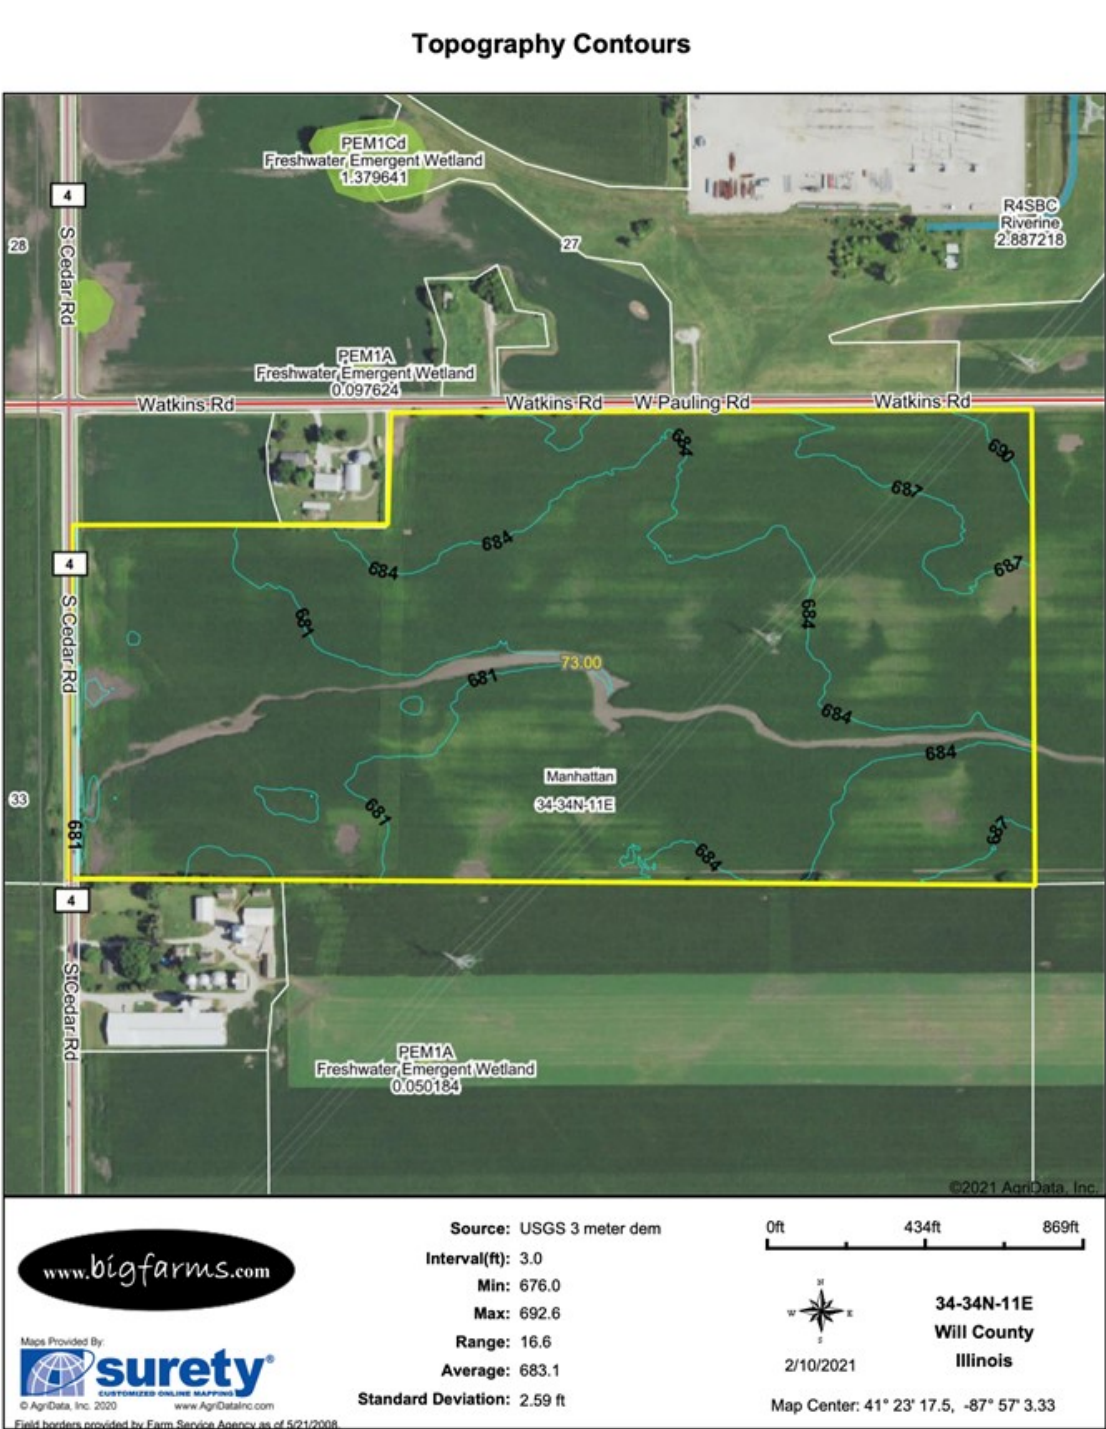 Topography Contours
PEM1Cd
Freshwater Emergent Wetland
1.379641
4
R4SBC
Riverine
2.887218
28
27
S Cedar Rd
PEM1A
Freshwater Emergent Wetland
0.097624
Watkins Rd
Watkins Rd
W Pauling Rd
Watkins Rd
684
690
687
684
684
687
4
681
684
S Cedar Rd
73.00
681
684
684
Manhattan
34-34N-11E
33
681
681
687
684
4
S Cedar Rd
PEM1A
Freshwater Emergent Wetland
0.050184
©2021 AgriData, Inc.
www.bigfarms.com
Maps Provided By:
surety®
CUSTOMIZED ONLINE MAPPING
© AgriData, Inc. 2020 www.AgriDataInc.com
Field borders provided by Farm Service Agency as of 5/21/2008.
Source: USGS 3 meter dem
Interval(ft): 3.0
Min: 676.0
Max: 692.6
Range: 16.6
Average: 683.1
Standard Deviation: 2.59 ft
0ft 434ft 869ft
N
W E
S
2/10/2021
34-34N-11E
Will County
Illinois
Map Center: 41° 23' 17.5, -87° 57' 3.33